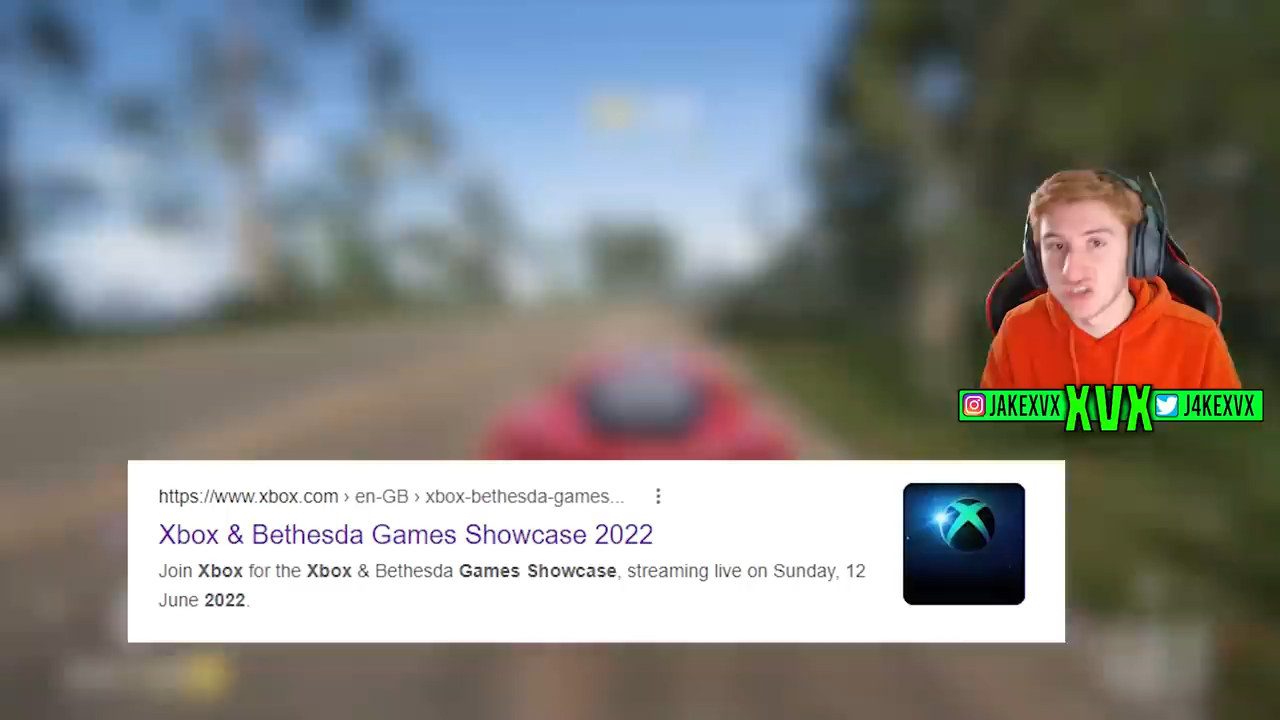 JAKEXVX XVX J4KEXVX
https://www.xbox.com › en-GB › xbox-bethesda-games...
Xbox & Bethesda Games Showcase 2022
Join Xbox for the Xbox & Bethesda Games Showcase, streaming live on Sunday, 12
June 2022.